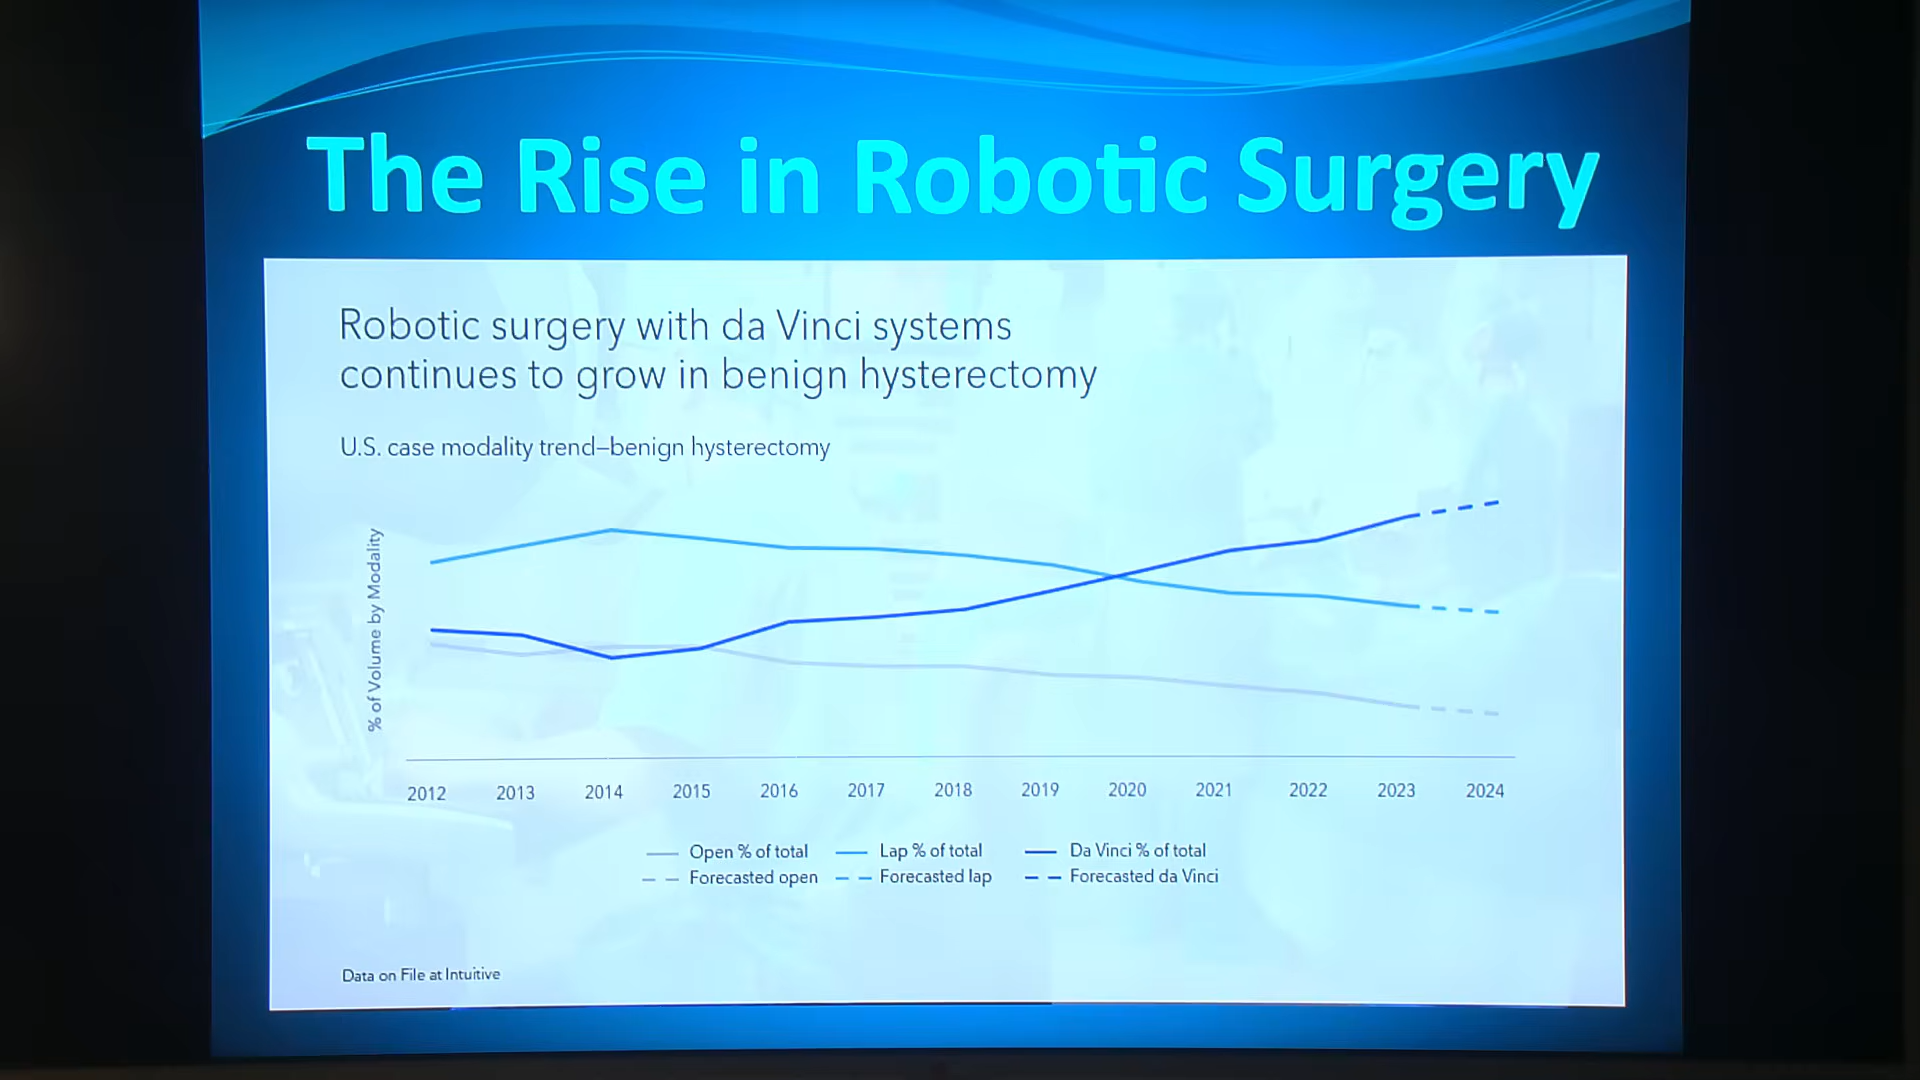 The Rise in Robotic Surgery
Robotic surgery with da Vinci systems
continues to grow in benign hysterectomy
U.S. case modality trend–benign hysterectomy
% of Volume by Modality
2012 2013 2014 2015 2016 2017 2018 2019 2020 2021 2022 2023 2024
Open % of total Lap % of total Da Vinci % of total
Forecasted open Forecasted lap Forecasted da Vinci
Data on File at Intuitive